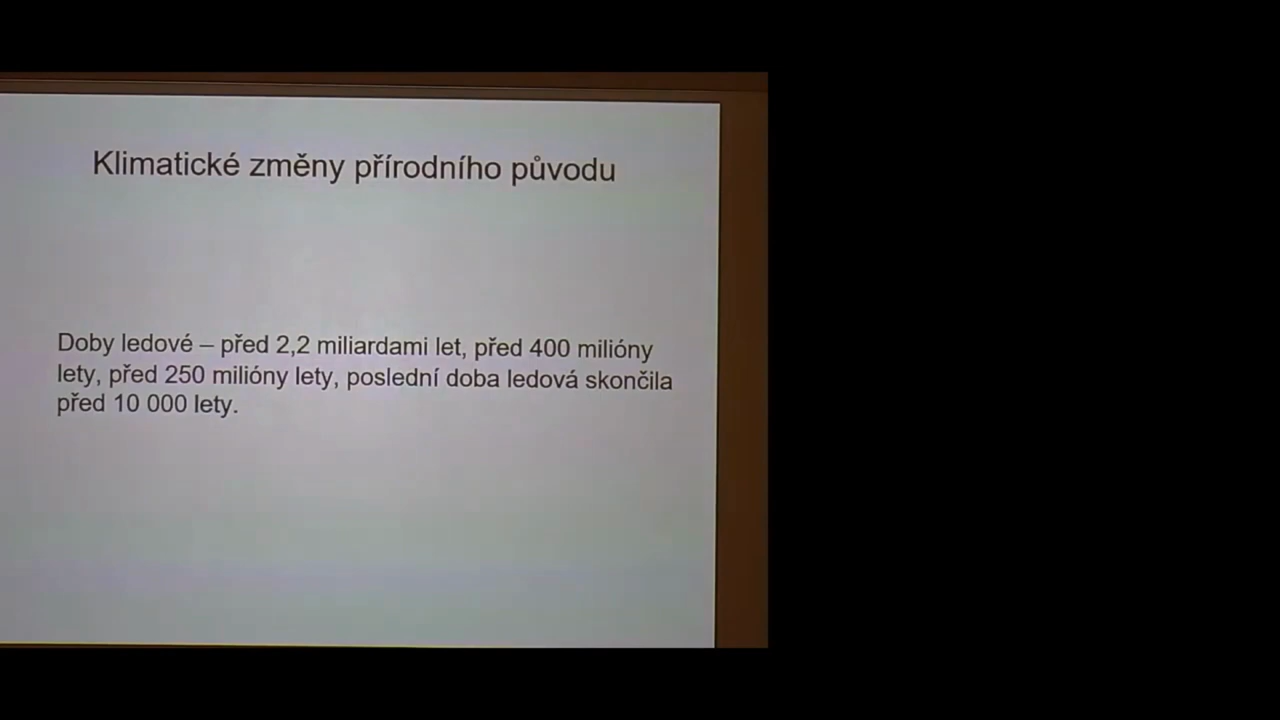 Klimatické změny přírodního původu
Doby ledové – před 2,2 miliardami let, před 400 milióny
lety, před 250 milióny lety, poslední doba ledová skončila
před 10 000 lety.